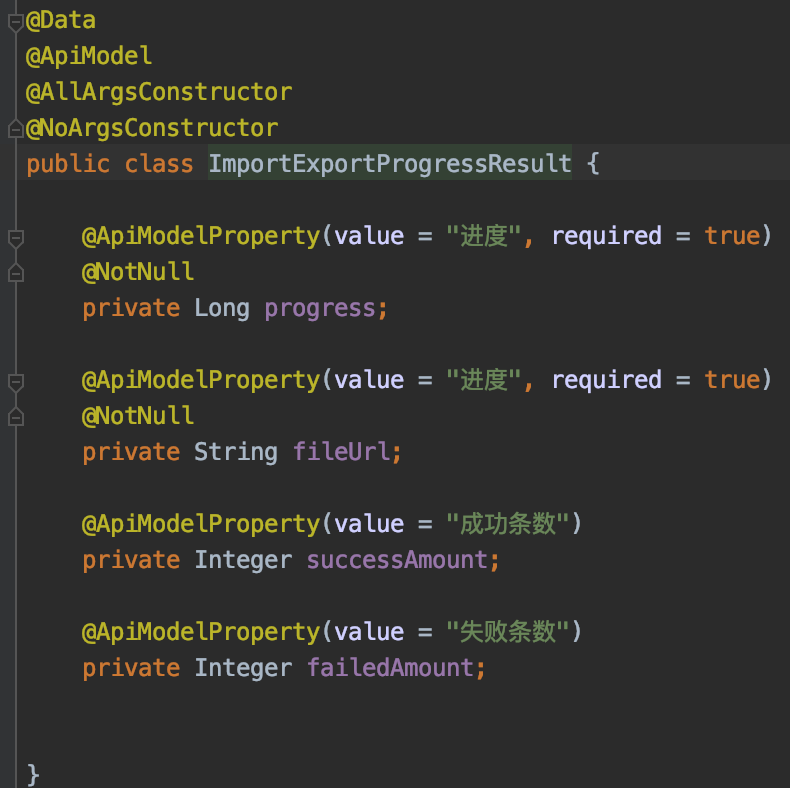 @Data
@ApiModel
@AllArgsConstructor
@NoArgsConstructor
public class ImportExportProgressResult {
@ApiModelProperty(value = "进度", required = true)
@NotNull
private Long progress;
@ApiModelProperty(value = "进度", required = true)
@NotNull
private String fileUrl;
@ApiModelProperty(value = "成功条数")
private Integer successAmount;
@ApiModelProperty(value = "失败条数")
private Integer failedAmount;
}